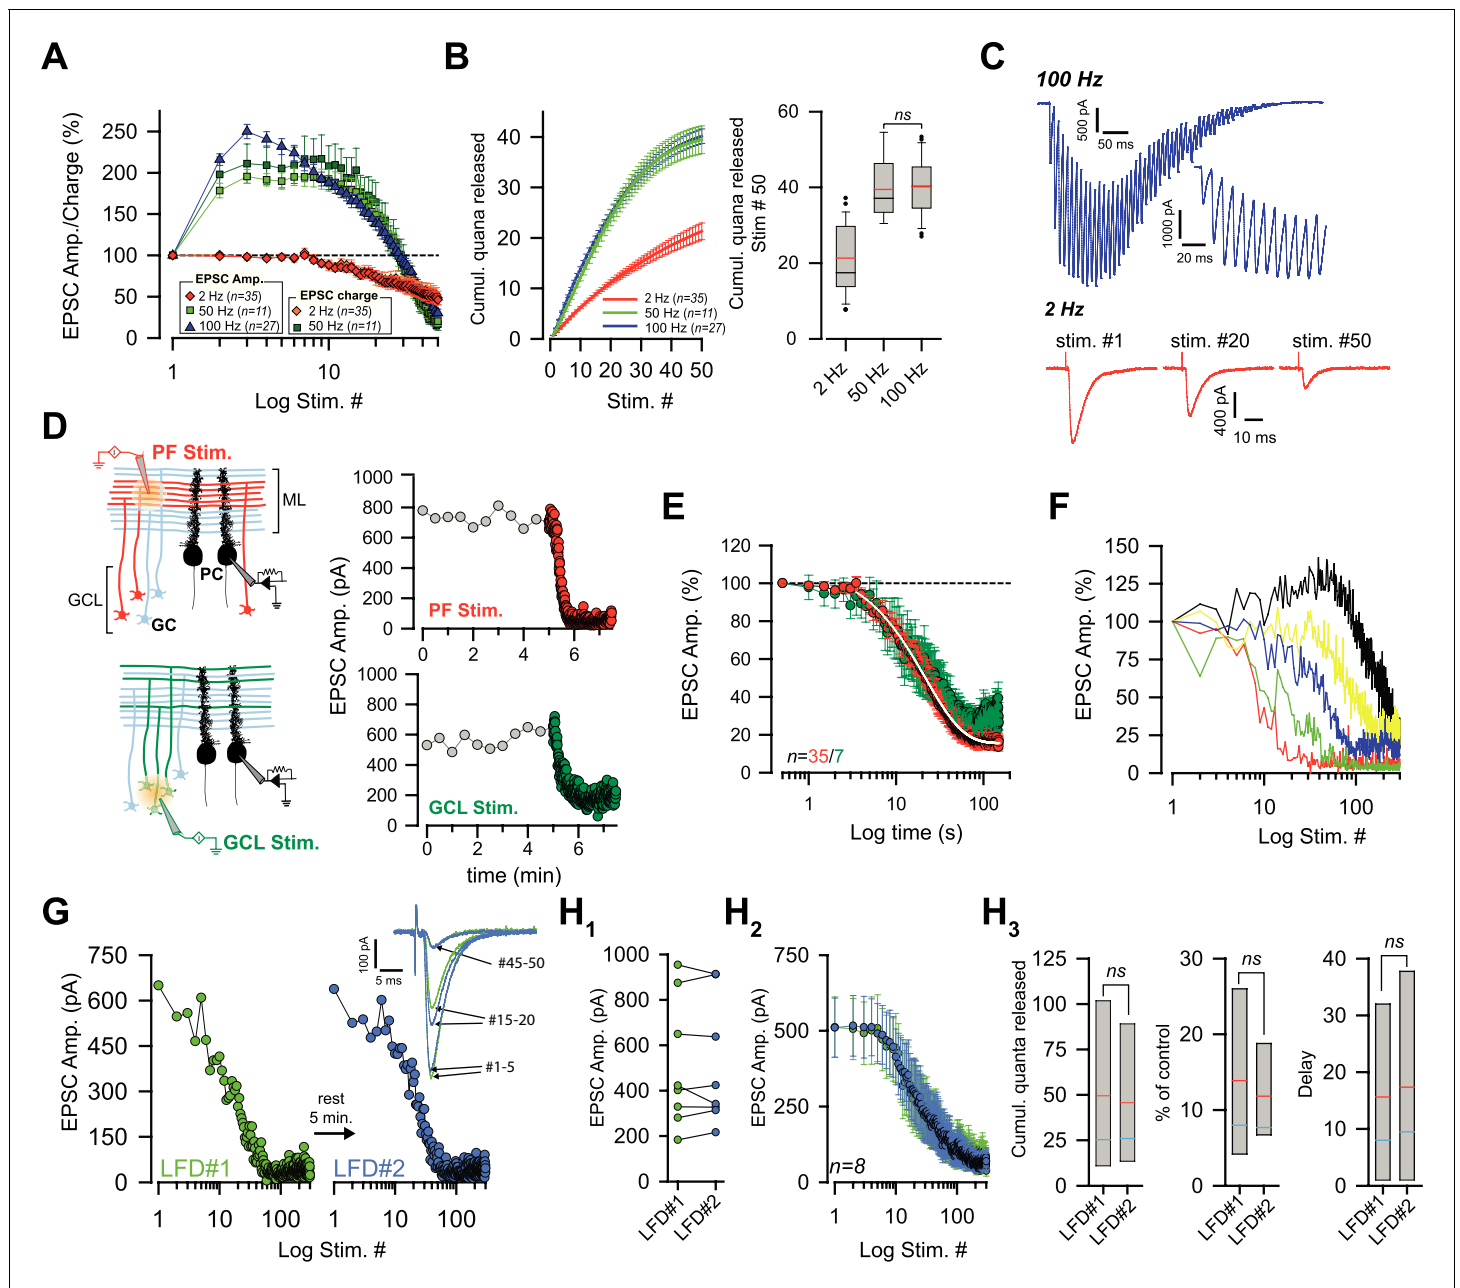 A
EPSC Amp./Charge (%)
250
200
150
100
50
0
1
10
Log Stim. #
EPSC Amp.
2 Hz (n=35)
50 Hz (n=11)
100 Hz (n=27)
EPSC charge
2 Hz (n=35)
50 Hz (n=11)
B
Cumul. quana released
40
30
20
10
0
0 10 20 30 40 50
Stim. #
2 Hz (n=35)
50 Hz (n=11)
100 Hz (n=27)
Cumul. quana released
Stim # 50
60
40
20
0
ns
2 Hz
50 Hz
100 Hz
C
100 Hz
500 pA
50 ms
1000 pA
20 ms
2 Hz
stim. #1
stim. #20
stim. #50
400 pA
10 ms
D
PF Stim.
ML
PC
GCL
GC
GCL Stim.
EPSC Amp. (pA)
1000
800
600
400
200
0
0 2 4 6
PF Stim.
1000
800
600
400
200
0
0 2 4 6
GCL Stim.
time (min)
E
EPSC Amp. (%)
120
100
80
60
40
20
0
n=35/7
1 10 100
Log time (s)
F
EPSC Amp. (%)
150
125
100
75
50
25
0
1 10 100
Log Stim. #
G
EPSC Amp. (pA)
750
600
450
300
150
0
LFD#1
1 10 100
rest
5 min.
LFD#2
1 10 100
Log Stim. #
100 pA
5 ms
#45-50
#15-20
#1-5
H1
EPSC Amp. (pA)
1000
800
600
400
200
0
LFD#1
LFD#2
H2
EPSC Amp. (pA)
750
500
250
0
n=8
1 10 100
Log Stim. #
H3
Cumul. quanta released
125
100
75
50
25
0
ns
LFD#1
LFD#2
% of control
30
20
10
0
ns
LFD#1
LFD#2
Delay
40
30
20
10
0
ns
LFD#1
LFD#2